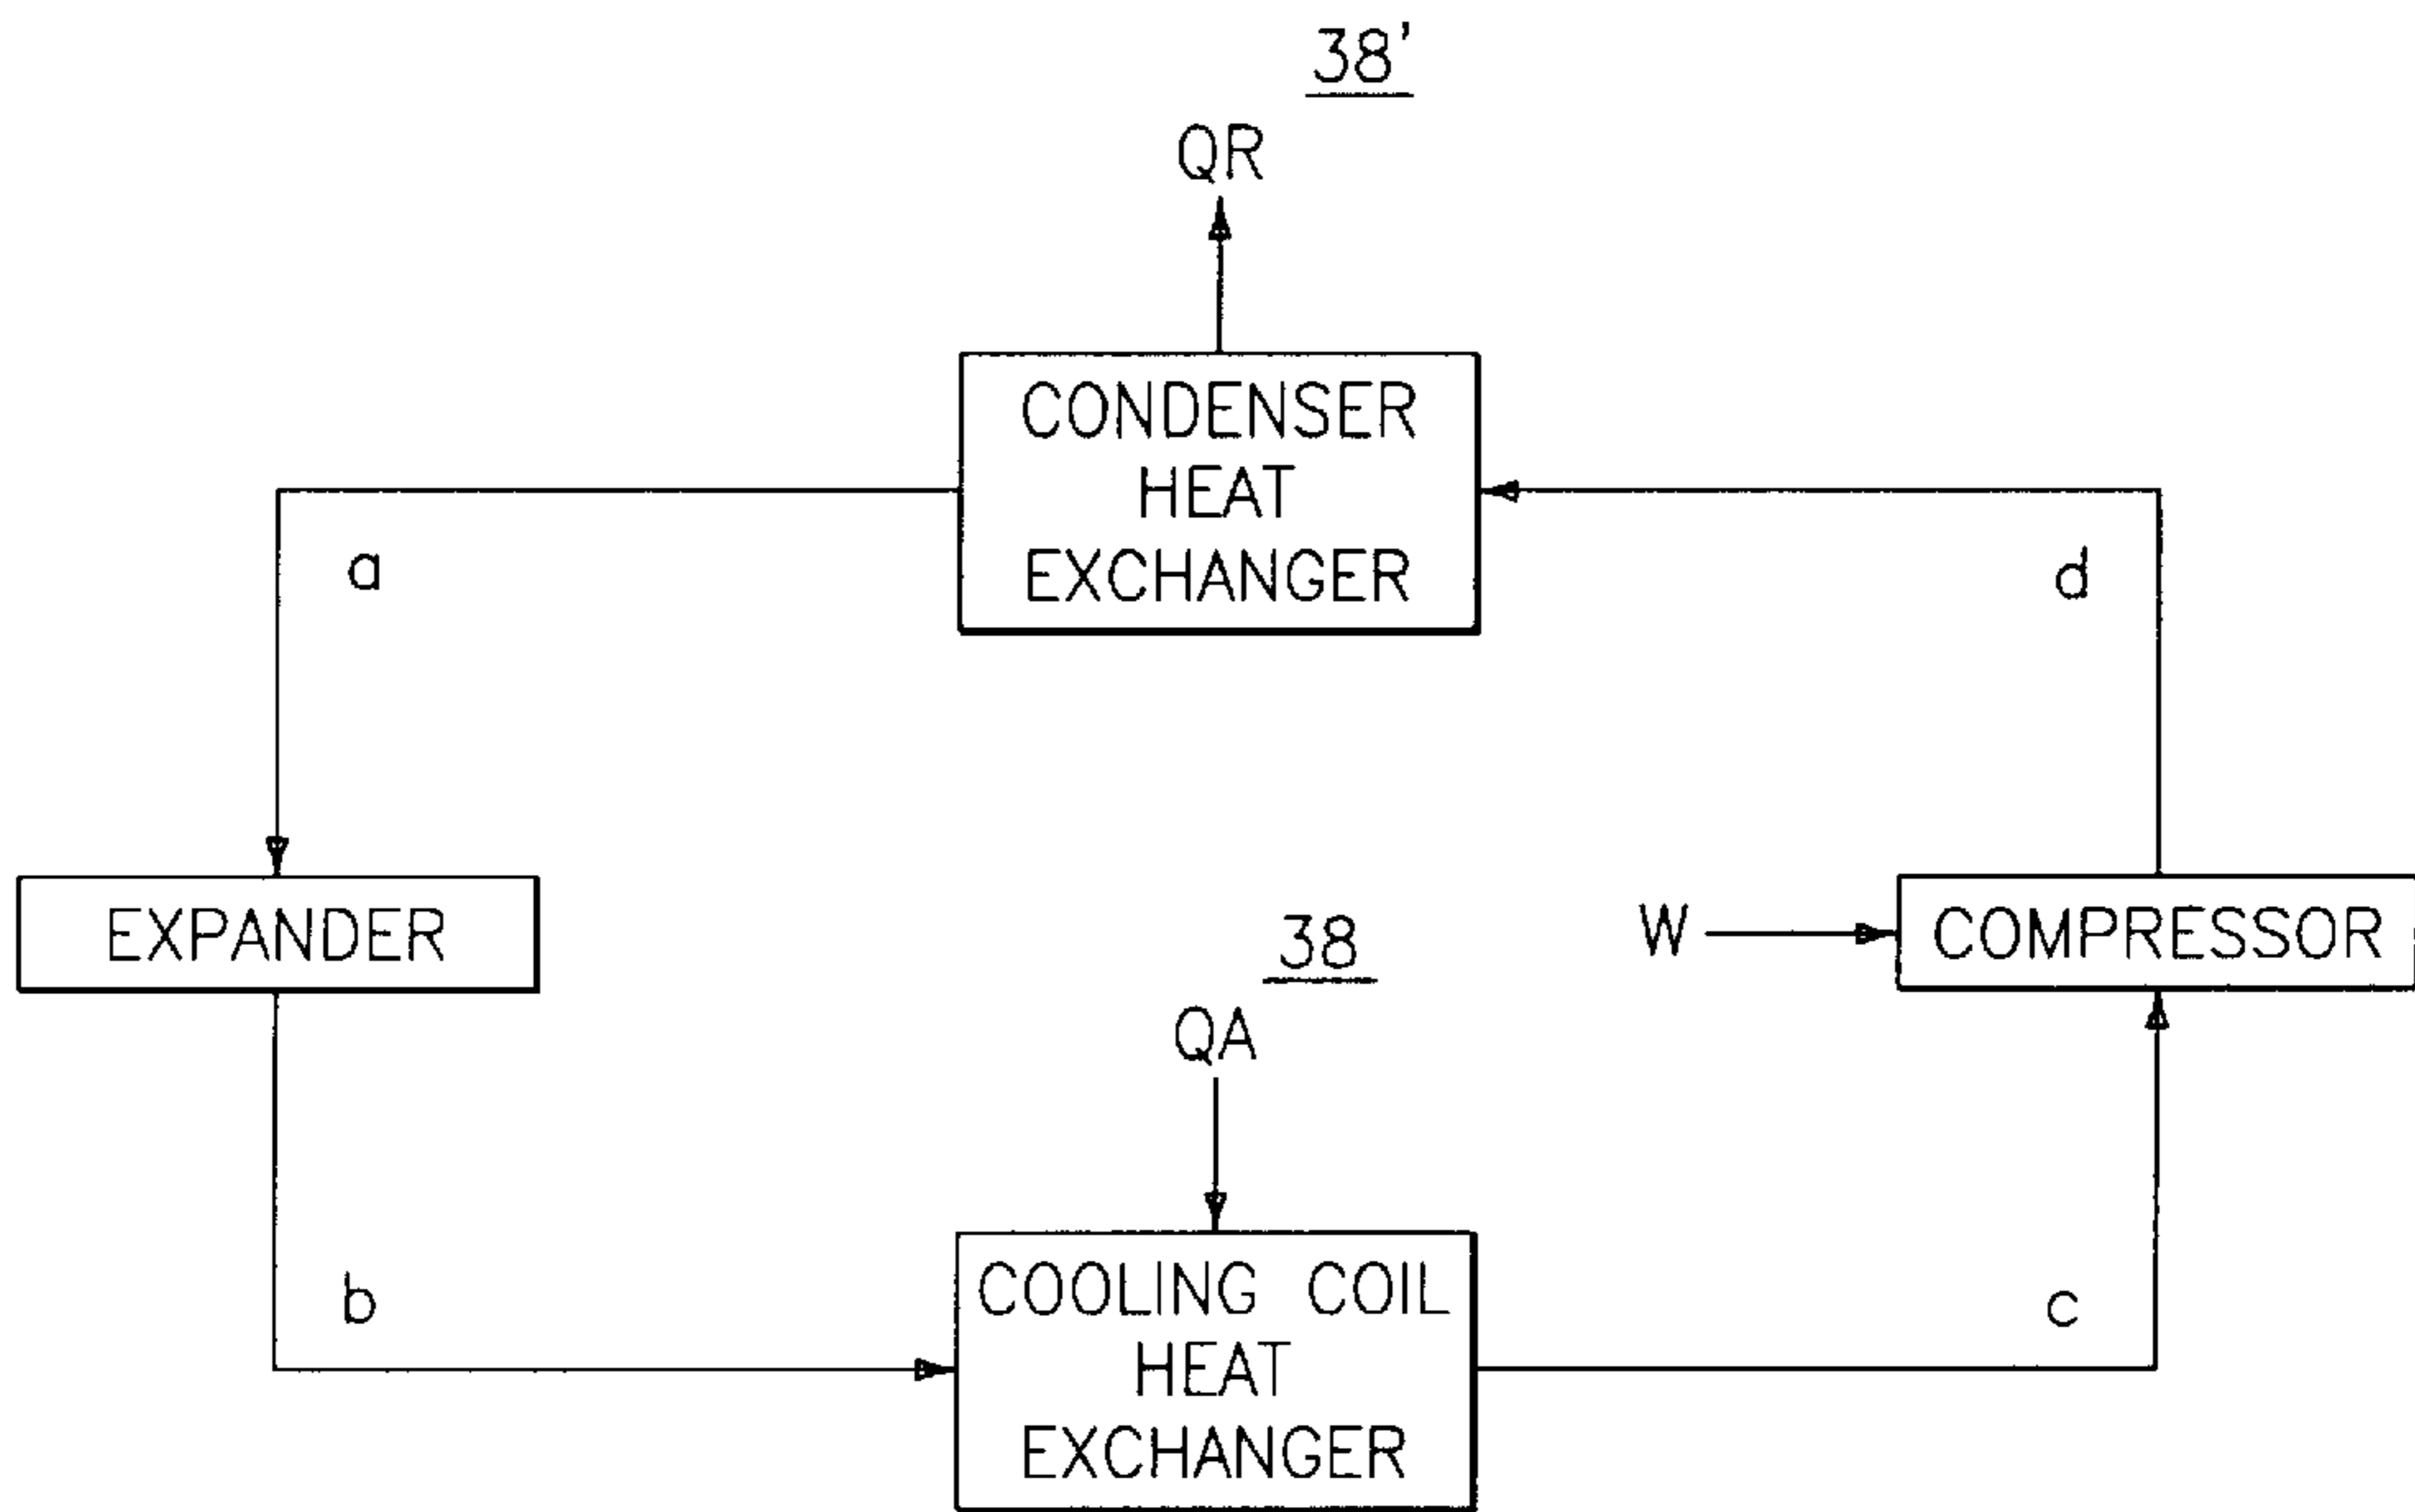 38'
QR
CONDENSER
HEAT
EXCHANGER
a
d
EXPANDER
38
W
COMPRESSOR
QA
b
COOLING COIL
HEAT
EXCHANGER
c